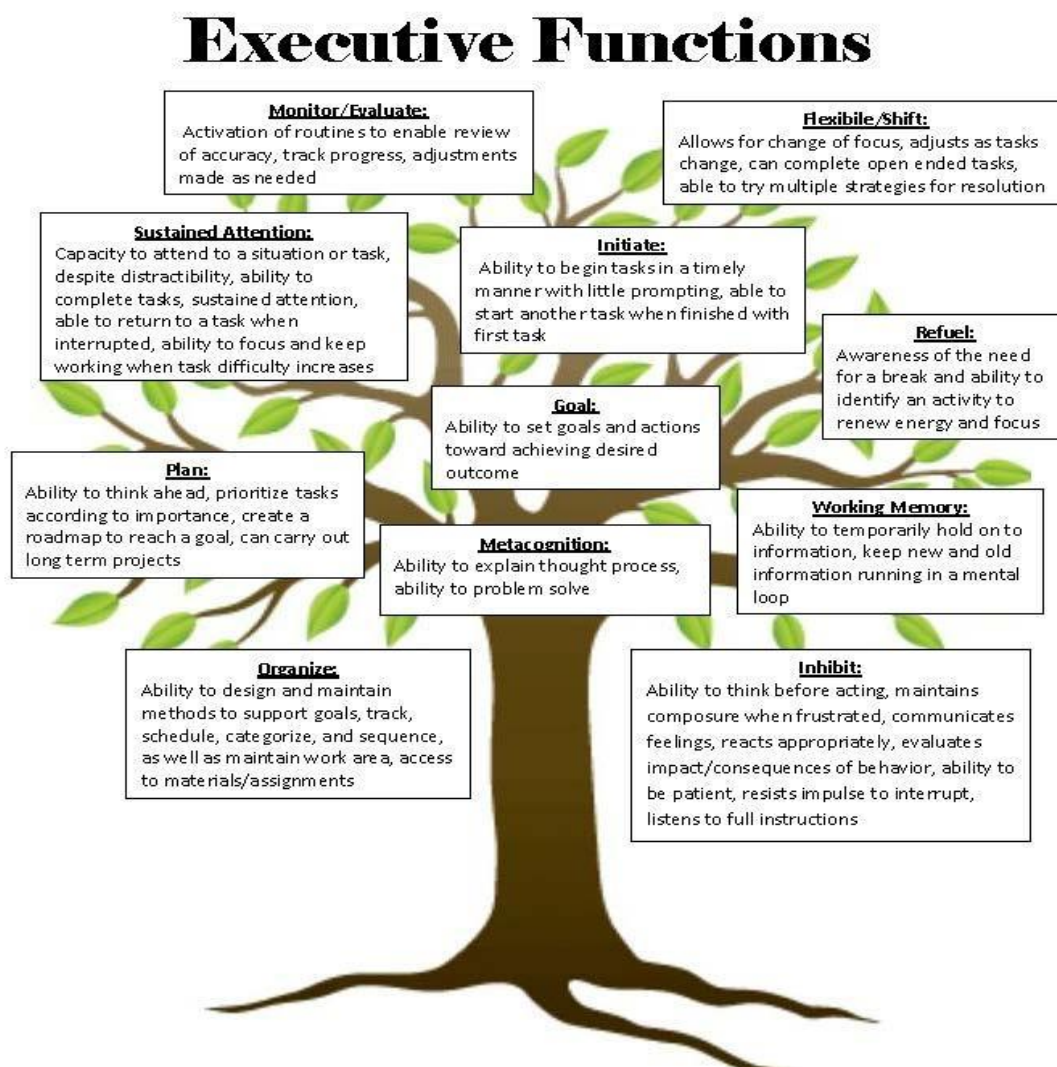 Executive Functions
Monitor/Evaluate:
Activation of routines to enable review
of accuracy, track progress, adjustments
made as needed
Flexibile/Shift:
Allows for change of focus, adjusts as tasks
change, can complete open ended tasks,
able to try multiple strategies for resolution
Sustained Attention:
Capacity to attend to a situation or task,
despite distractibility, ability to
complete tasks, sustained attention,
able to return to a task when
interrupted, ability to focus and keep
working when task difficulty increases
Initiate:
Ability to begin tasks in a timely
manner with little prompting, able to
start another task when finished with
first task
Refuel:
Awareness of the need
for a break and ability to
identify an activity to
renew energy and focus
Goal:
Ability to set goals and actions
toward achieving desired
outcome
Plan:
Ability to think ahead, prioritize tasks
according to importance, create a
roadmap to reach a goal, can carry out
long term projects
Working Memory:
Ability to temporarily hold on to
information, keep new and old
information running in a mental
loop
Metacognition:
Ability to explain thought process,
ability to problem solve
Organize:
Ability to design and maintain
methods to support goals, track,
schedule, categorize, and sequence,
as well as maintain work area, access
to materials/assignments
Inhibit:
Ability to think before acting, maintains
composure when frustrated, communicates
feelings, reacts appropriately, evaluates
impact/consequences of behavior, ability to
be patient, resists impulse to interrupt,
listens to full instructions